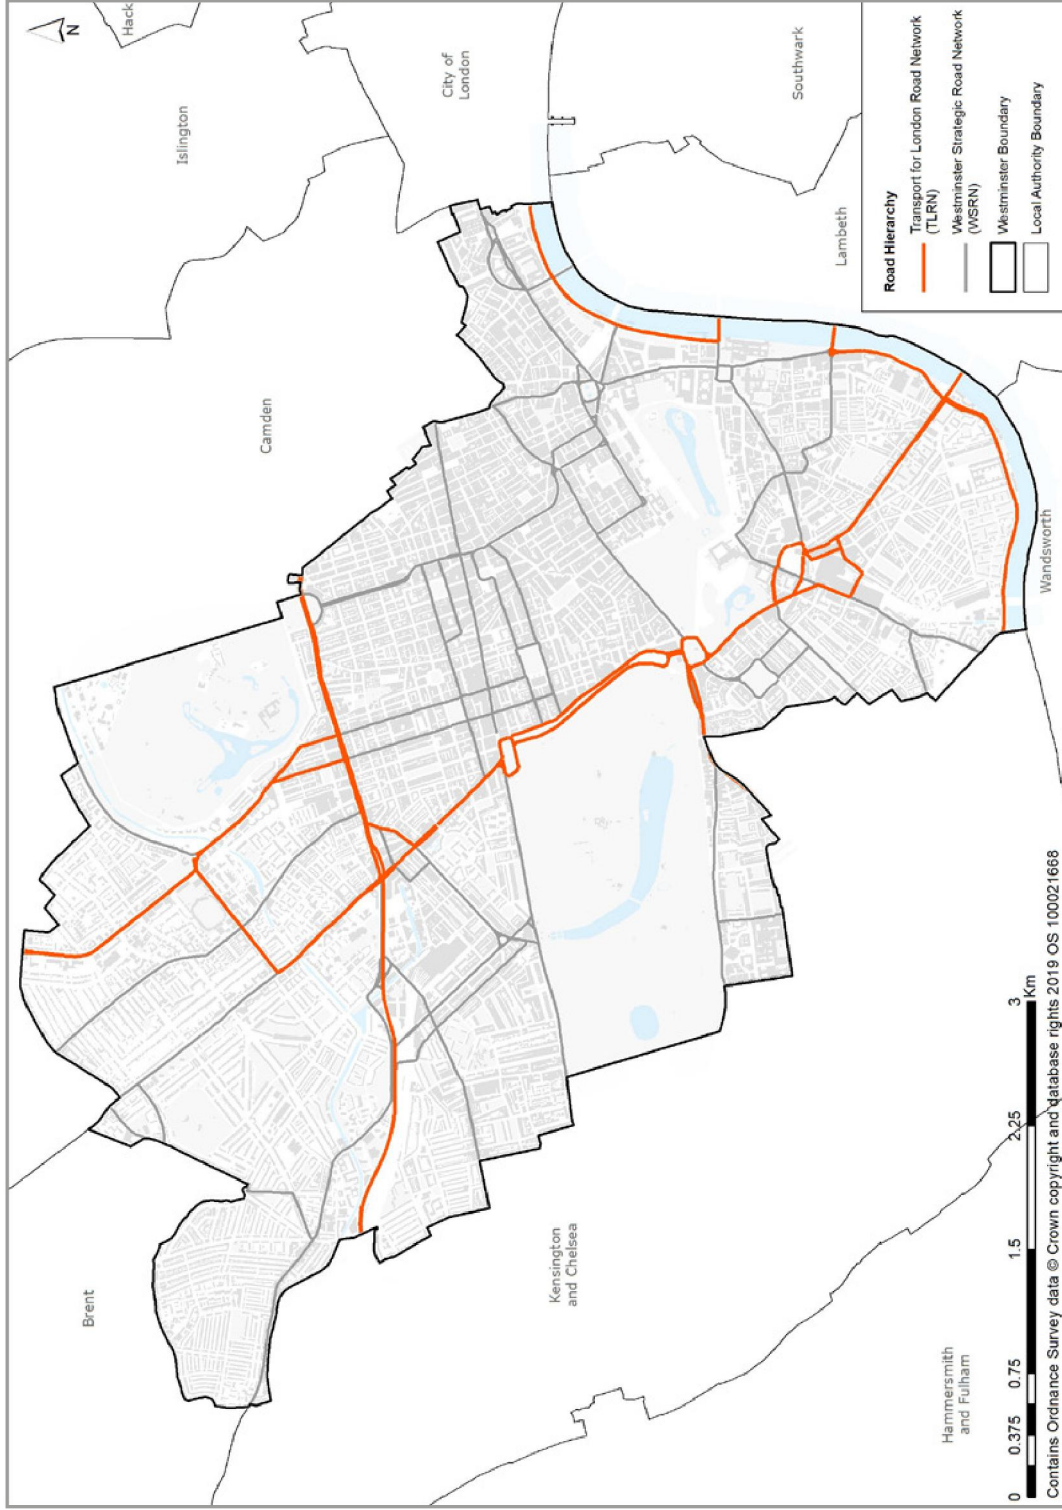 N
Hack
Islington
City of
London
Southwark
Camden
Lambeth
Brent
Kensington
and Chelsea
Wandsworth
Hammersmith
and Fulham
Road Hierarchy
Transport for London Road Network
(TLRN)
Westminster Strategic Road Network
(WSRN)
Westminster Boundary
Local Authority Boundary
0 0.375 0.75 1.5 2.25 3
Km
Contains Ordnance Survey data © Crown copyright and database rights 2019 OS 100021668